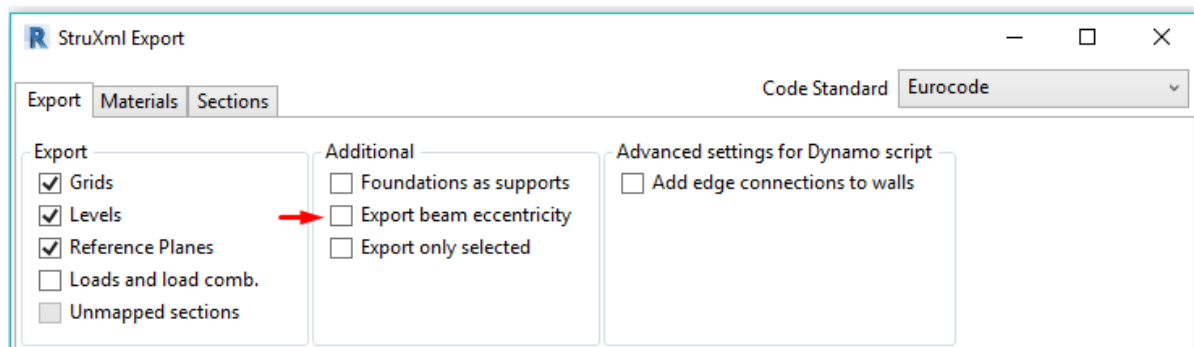 StruXml Export
Code Standard Eurocode
Export Materials Sections
Export
Grids
Levels
Reference Planes
Loads and load comb.
Unmapped sections
Additional
Foundations as supports
Export beam eccentricity
Export only selected
Advanced settings for Dynamo script
Add edge connections to walls